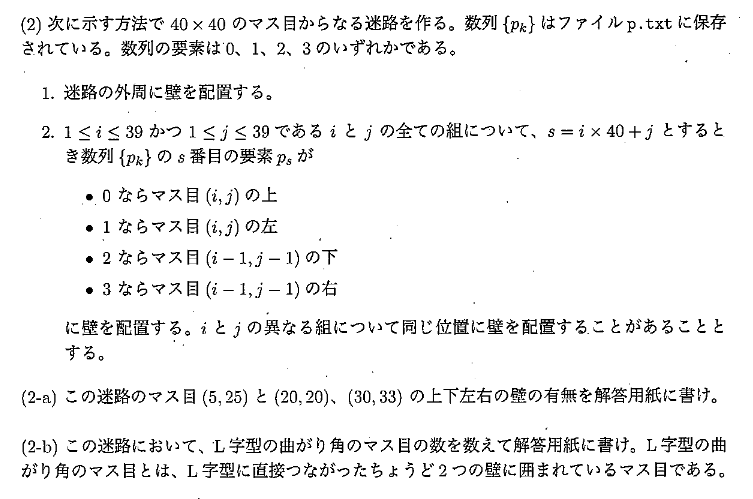 (2) 次に示す方法で 40 × 40 のマス目からなる迷路を作る。数列 {pₖ} はファイル p.txt に保存
されている。数列の要素は 0、1、2、3 のいずれかである。
1. 迷路の外周に壁を配置する。
2. 1 ≤ i ≤ 39 かつ 1 ≤ j ≤ 39 である i と j の全ての組について、s = i × 40 + j とすると
き数列 {pₖ} の s 番目の要素 pₛ が
• 0 ならマス目 (i, j) の上
• 1 ならマス目 (i, j) の左
• 2 ならマス目 (i − 1, j − 1) の下
• 3 ならマス目 (i − 1, j − 1) の右
に壁を配置する。i と j の異なる組について同じ位置に壁を配置することがあることと
する。
(2-a) この迷路のマス目 (5, 25) と (20, 20)、(30, 33) の上下左右の壁の有無を解答用紙に書け。
(2-b) この迷路において、L 字型の曲がり角のマス目の数を数えて解答用紙に書け。L 字型の曲
がり角のマス目とは、L 字型に直接つながったちょうど 2 つの壁に囲まれているマス目である。